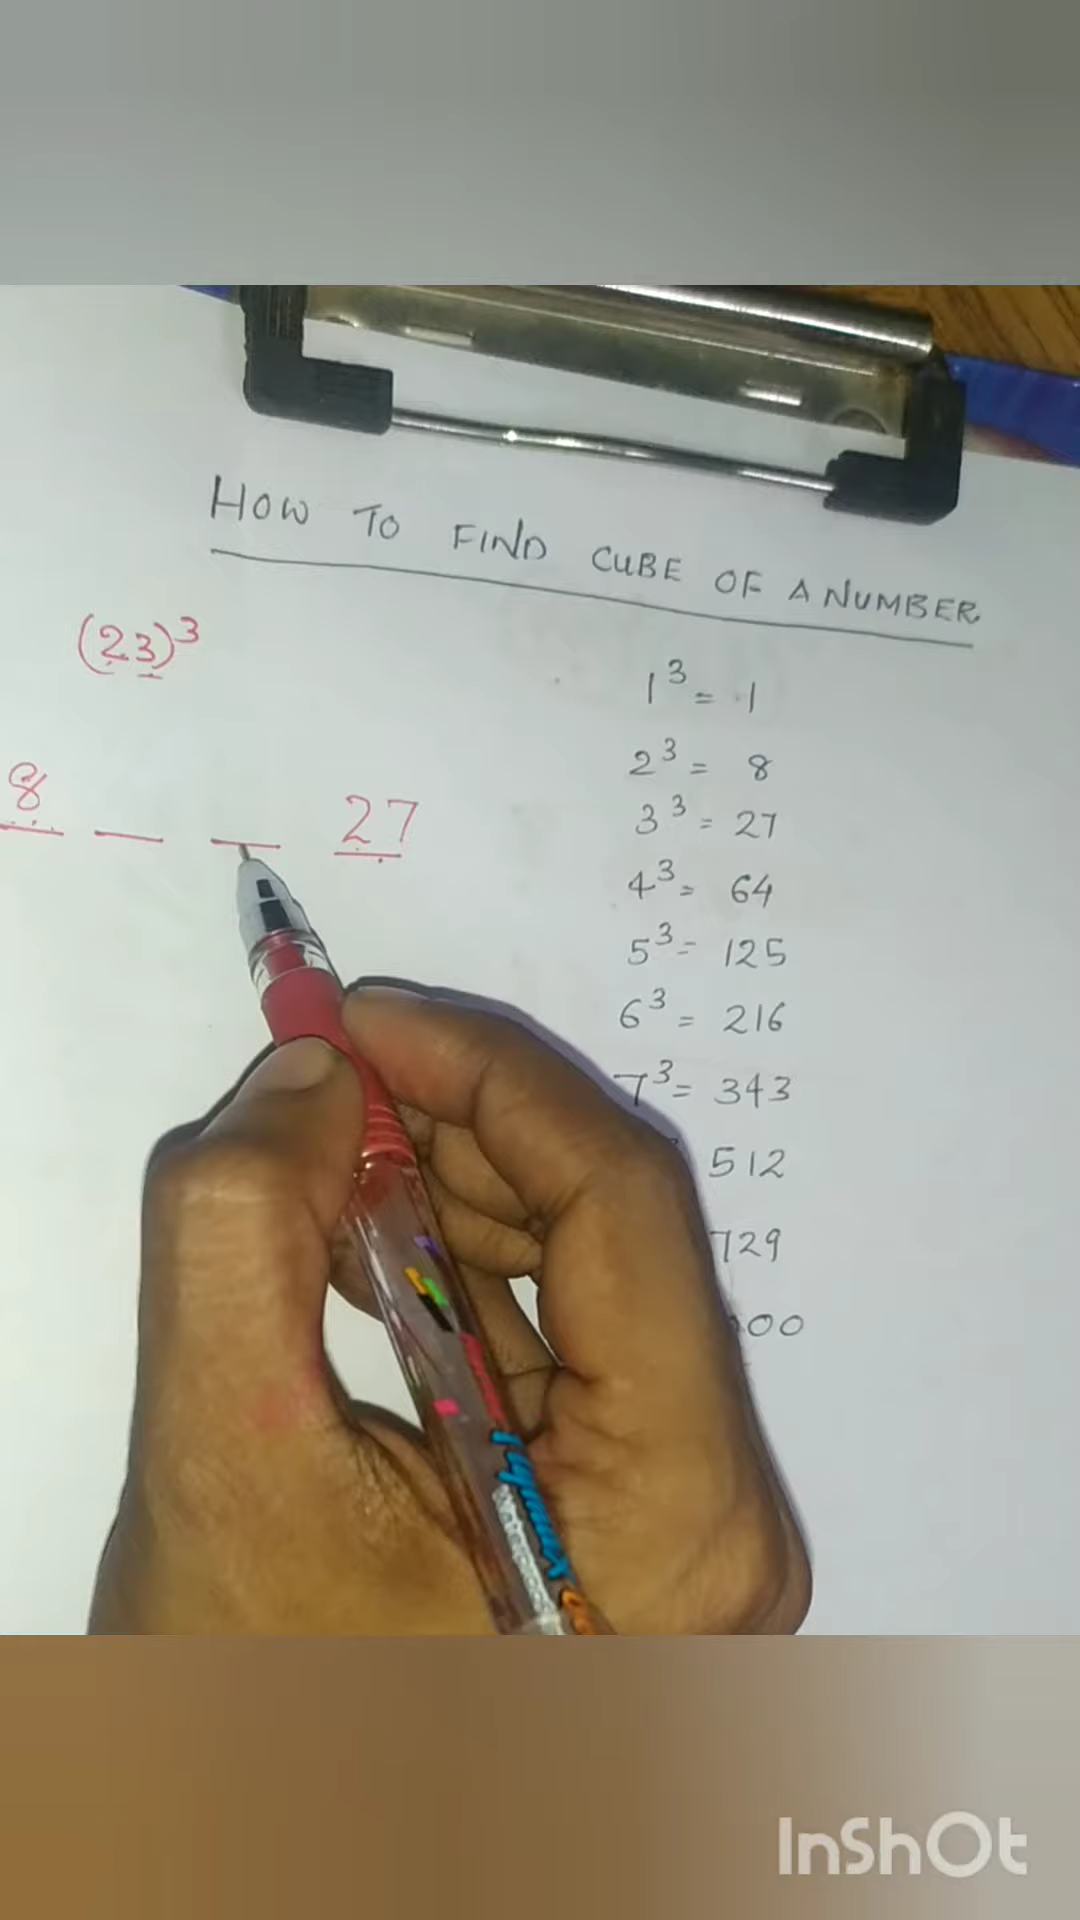 HOW TO FIND CUBE OF A NUMBER
(23)³
8 _ _ 27
1³ = 1
2³ = 8
3³ = 27
4³ = 64
5³ = 125
6³ = 216
7³ = 343
512
729
00
InShOt